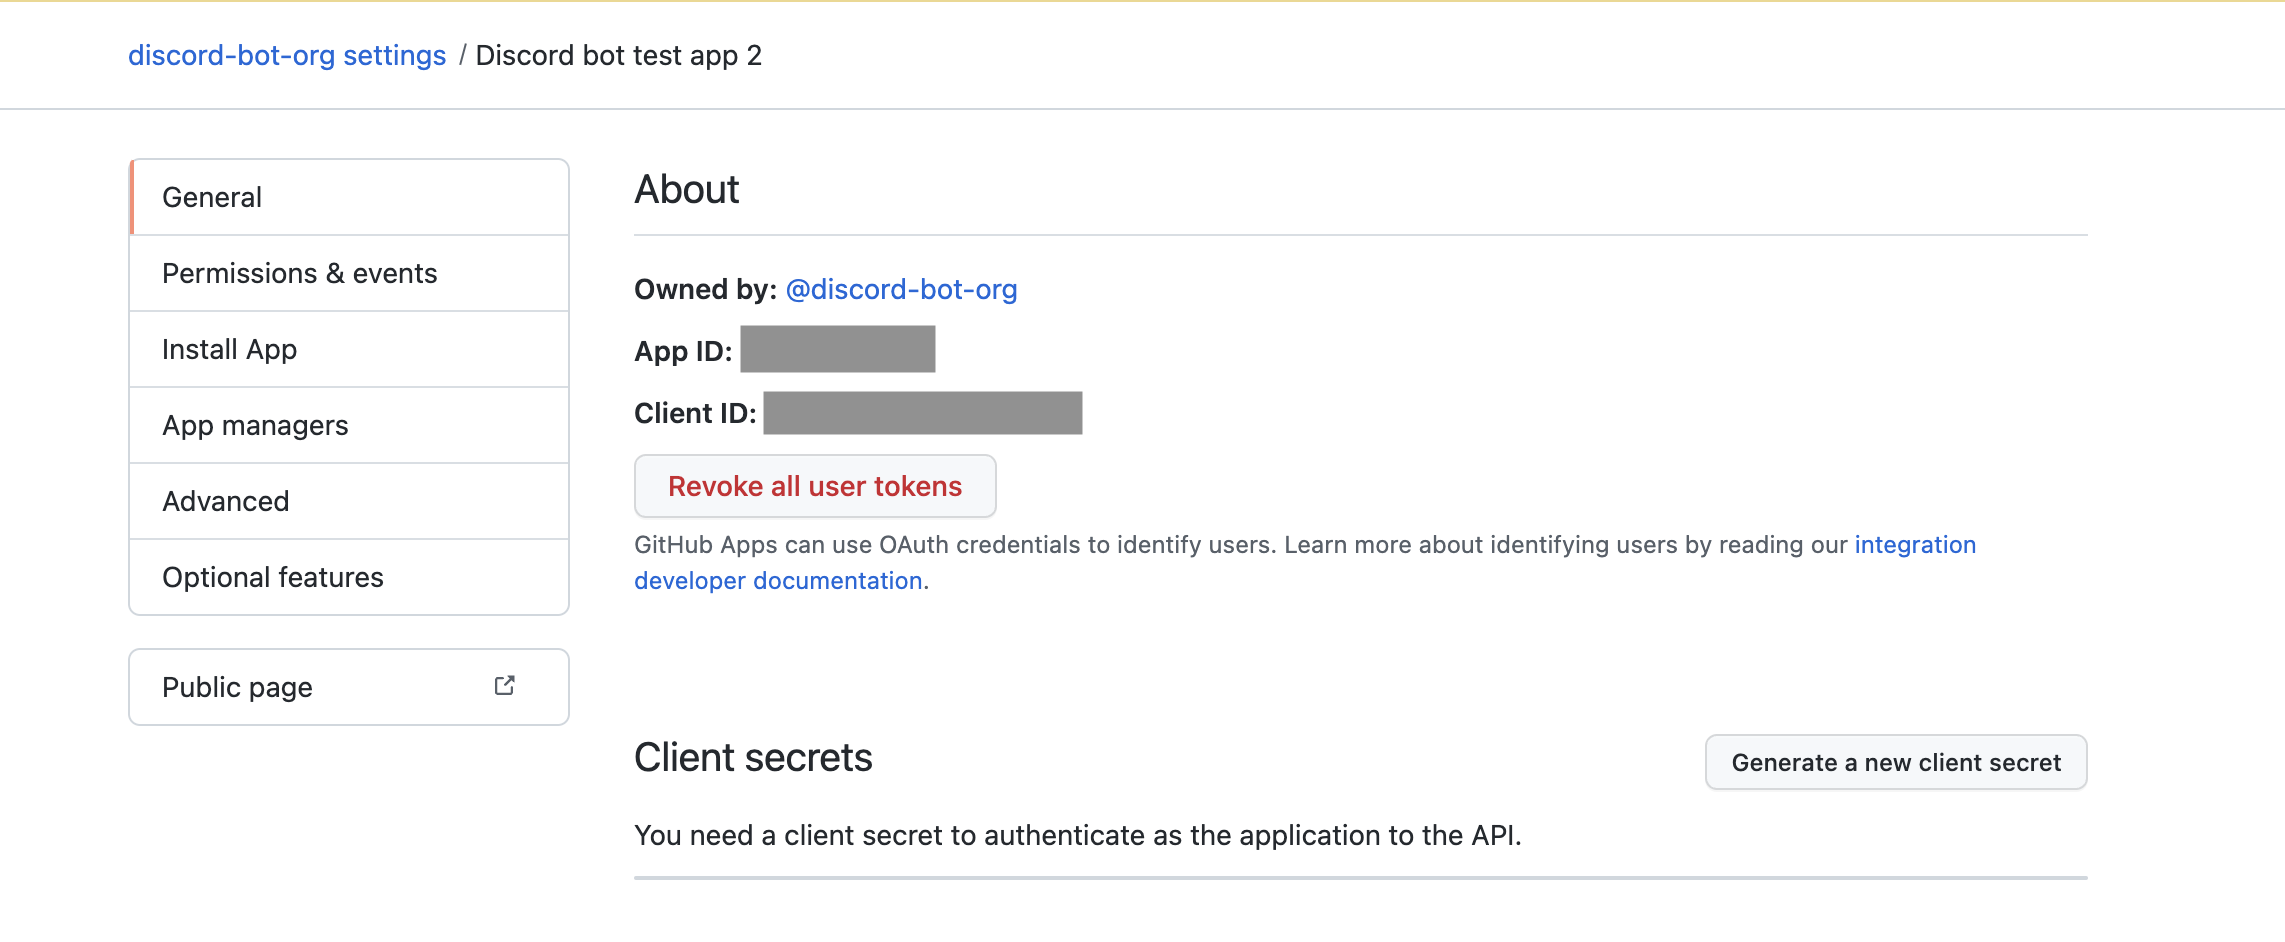 discord-bot-org settings / Discord bot test app 2
General
Permissions & events
Install App
App managers
Advanced
Optional features
Public page
About
Owned by: @discord-bot-org
App ID:
Client ID:
Revoke all user tokens
GitHub Apps can use OAuth credentials to identify users. Learn more about identifying users by reading our integration
developer documentation.
Client secrets
Generate a new client secret
You need a client secret to authenticate as the application to the API.